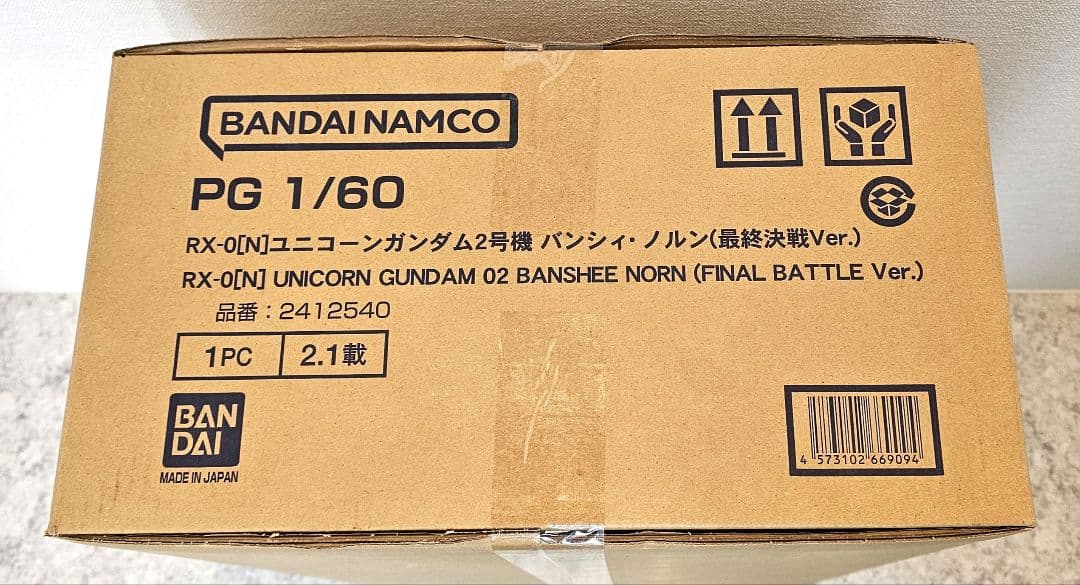 BANDAI NAMCO
PG 1/60
RX-0[N]ユニコーンガンダム2号機 バンシィ・ノルン(最終決戦Ver.)
RX-0[N] UNICORN GUNDAM 02 BANSHEE NORN (FINAL BATTLE Ver.)
品番：2412540
1PC 2.1載
BAN
DAI
MADE IN JAPAN
4 573102 669094